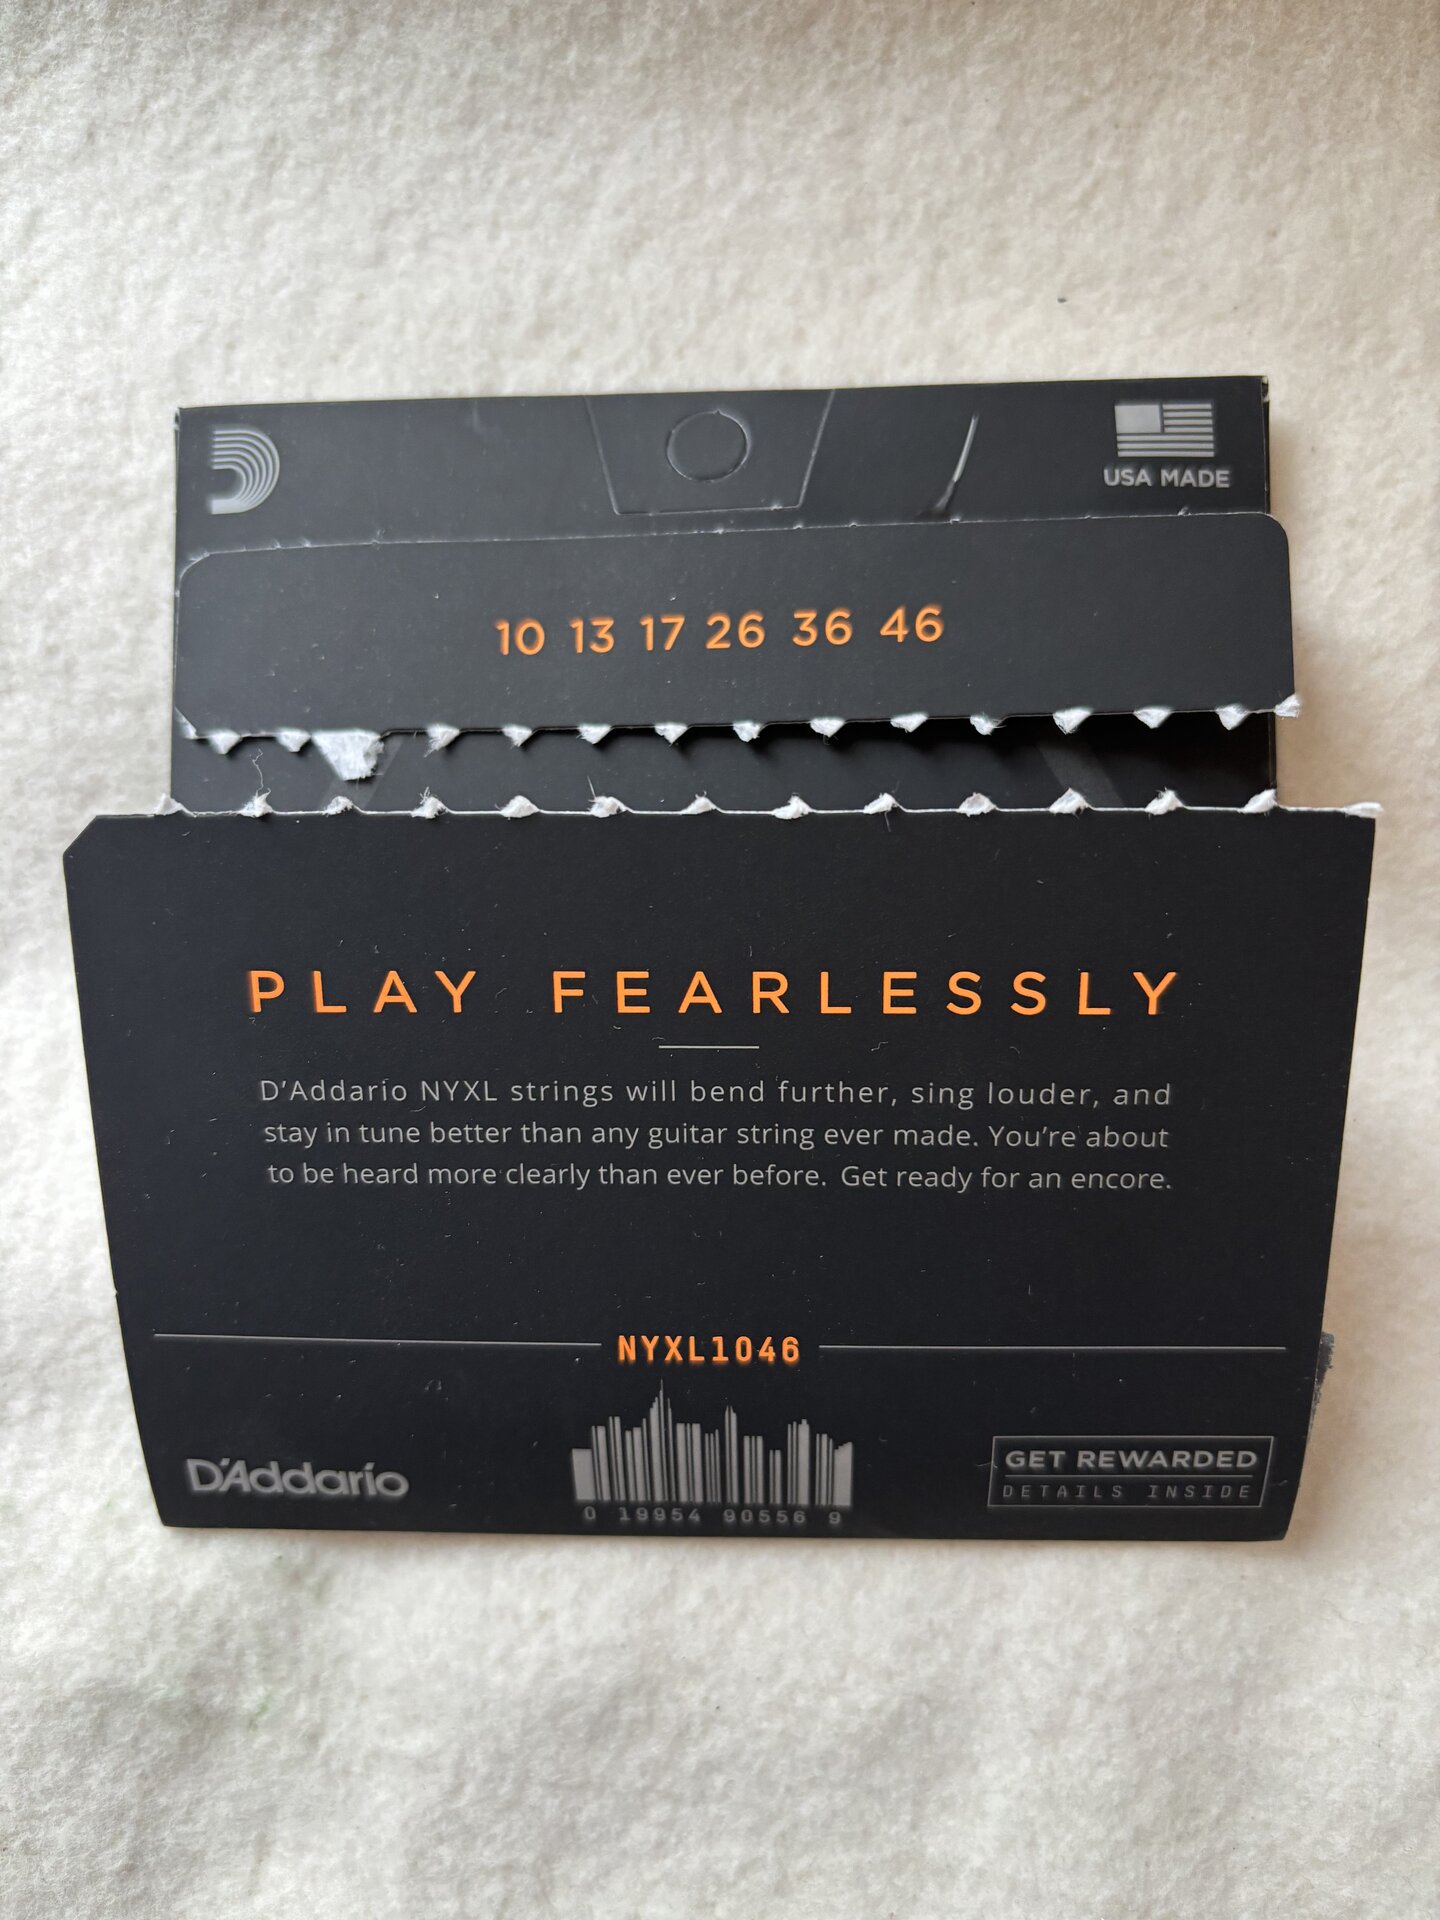 USA MADE
10 13 17 26 36 46
PLAY FEARLESSLY
D'Addario NYXL strings will bend further, sing louder, and
stay in tune better than any guitar string ever made. You're about
to be heard more clearly than ever before. Get ready for an encore.
NYXL1046
D'Addario
0 19954 90556 9
GET REWARDED
DETAILS INSIDE